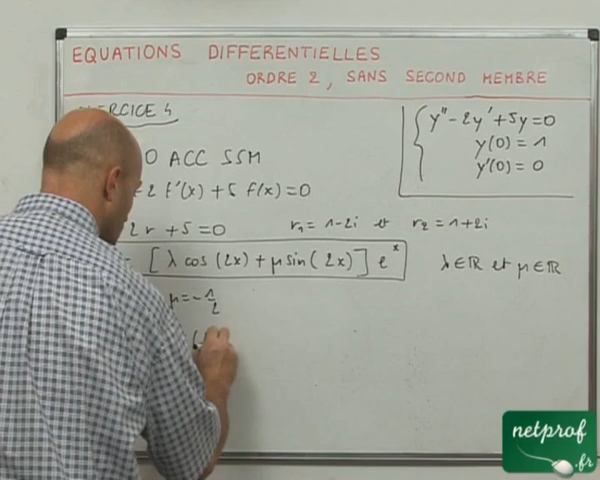 EQUATIONS DIFFERENTIELLES
ORDRE 2, SANS SECOND MEMBRE
ERCICE 4
y'' - 2y' + 5y = 0
y(0) = 1
y'(0) = 0
O ACC SSM
2 f'(x) + 5 f(x) = 0
2r + 5 = 0 r₁ = 1-2i et r₂ = 1+2i
= [λ cos(2x) + μ sin(2x)] eˣ λ∈ℝ et μ∈ℝ
μ = -1/2
netprof
.fr